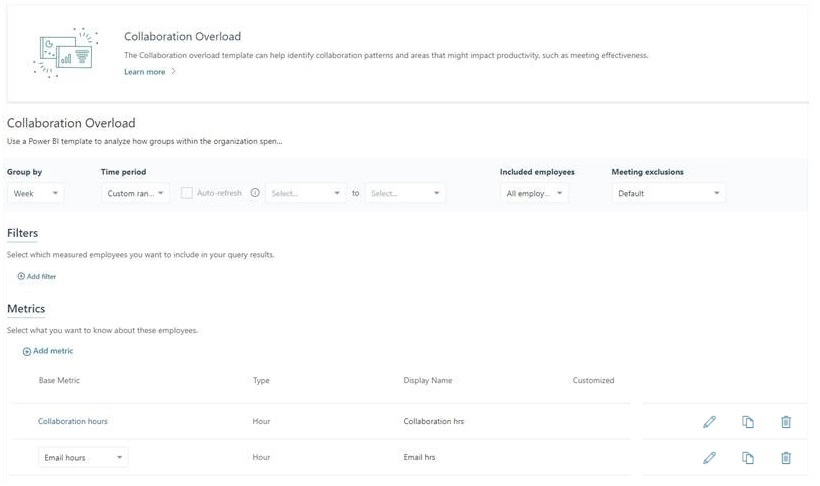 Collaboration Overload
The Collaboration overload template can help identify collaboration patterns and areas that might impact productivity, such as meeting effectiveness.
Learn more
Collaboration Overload
Use a Power BI template to analyze how groups within the organization spen...
Group by Time period Included employees Meeting exclusions
Week Custom ran... Auto-refresh Select... to Select... All employ... Default
Filters
Select which measured employees you want to include in your query results.
Add filter
Metrics
Select what you want to know about these employees.
Add metric
Base Metric Type Display Name Customized
Collaboration hours Hour Collaboration hrs
Email hours Hour Email hrs